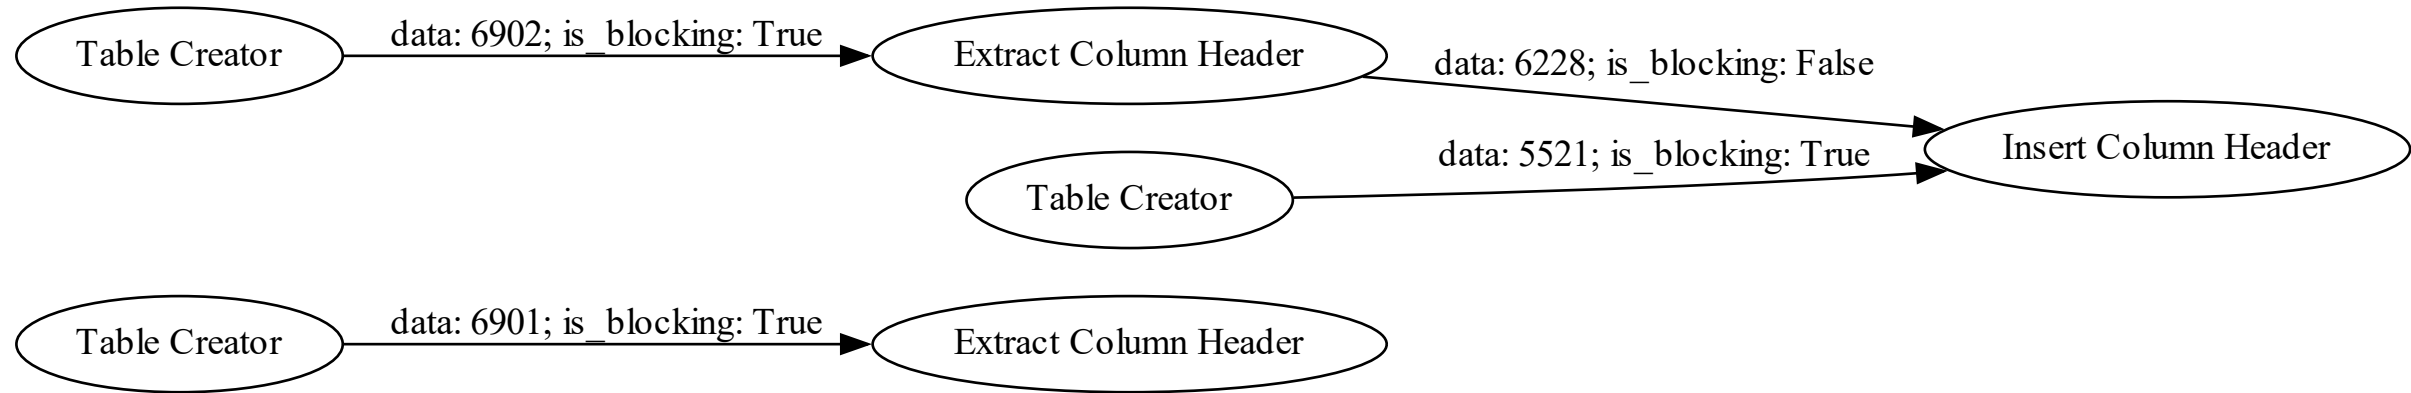 Table Creator
data: 6902; is_blocking: True
Extract Column Header
data: 6228; is_blocking: False
Insert Column Header
Table Creator
data: 5521; is_blocking: True
Table Creator
data: 6901; is_blocking: True
Extract Column Header